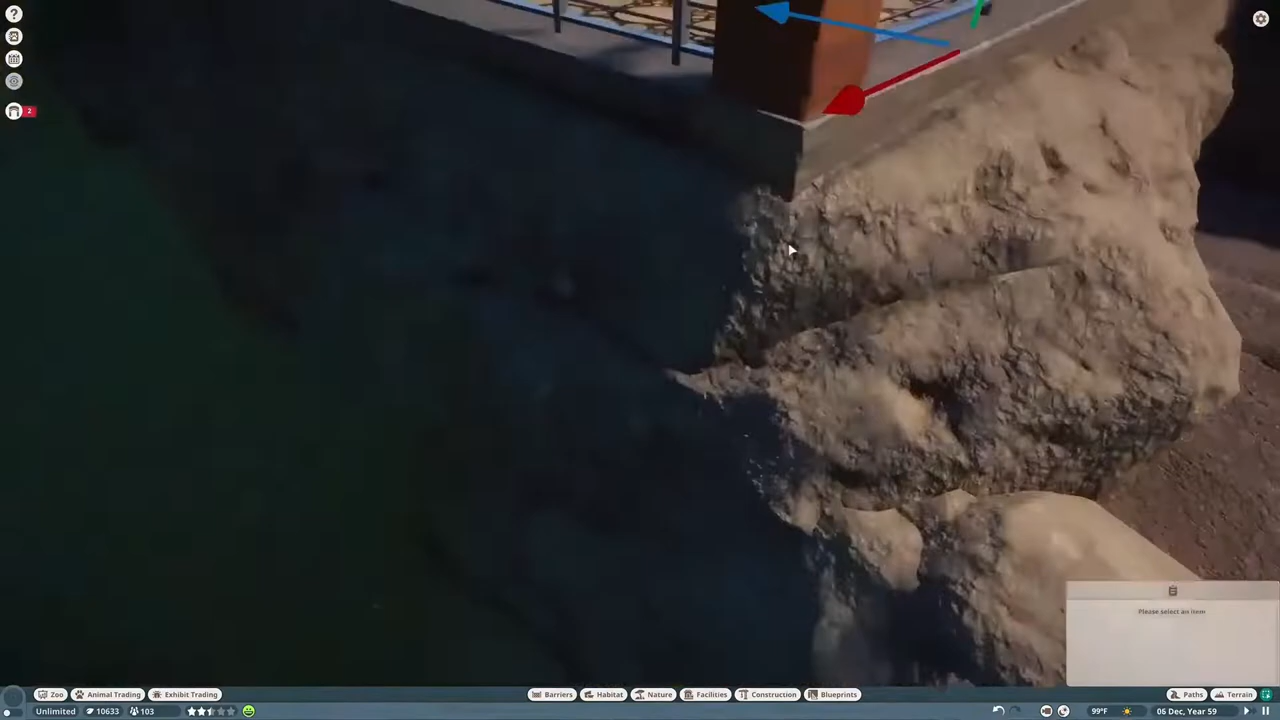 ?
2
Please select an item
Zoo Animal Trading Exhibit Trading Barriers Habitat Nature Facilities Construction Blueprints Paths Terrain
Unlimited 10633 103 99°F 06 Dec, Year 59